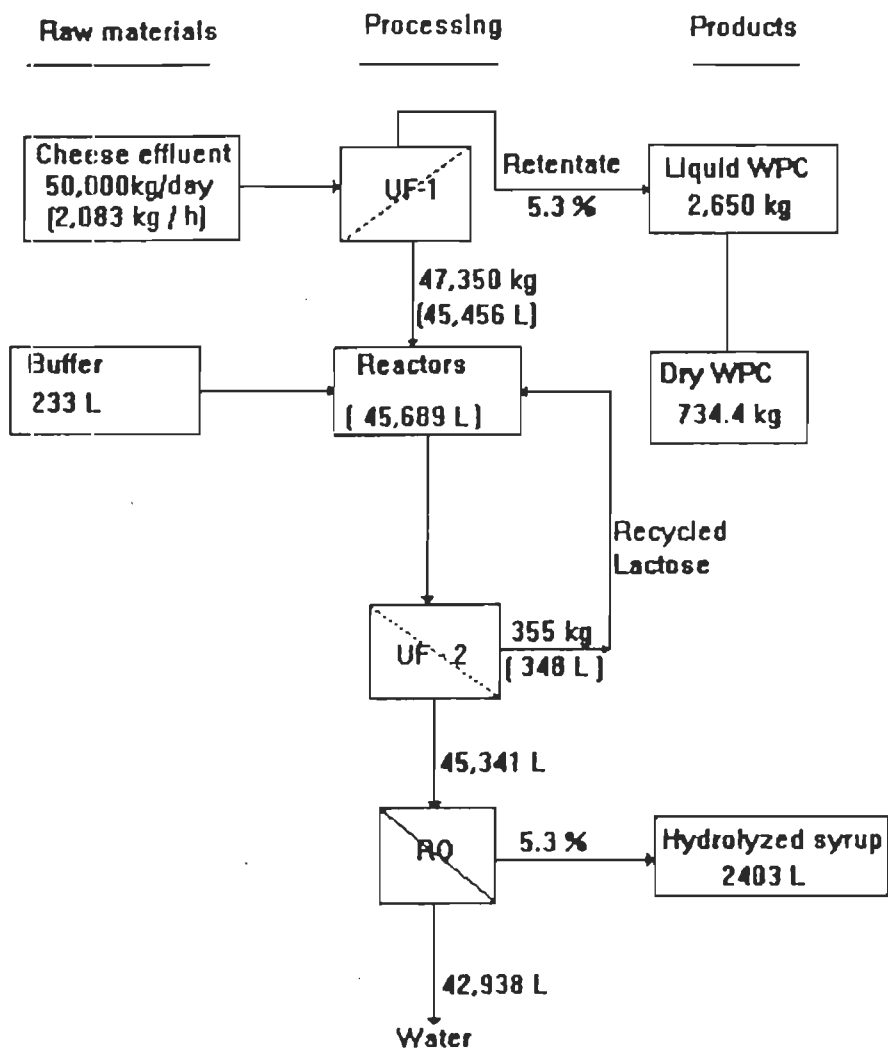 Raw materials
Processing
Products
Cheese effluent
50,000kg/day
(2,083 kg / h)
UF-1
Retentate
5.3 %
Liquid WPC
2,650 kg
47,350 kg
(45,456 L)
Buffer
233 L
Reactors
( 45,689 L)
Dry WPC
734.4 kg
Recycled
Lactose
UF - 2
355 kg
( 348 L )
45,341 L
RO
5.3 %
Hydrolyzed syrup
2403 L
42,938 L
Water